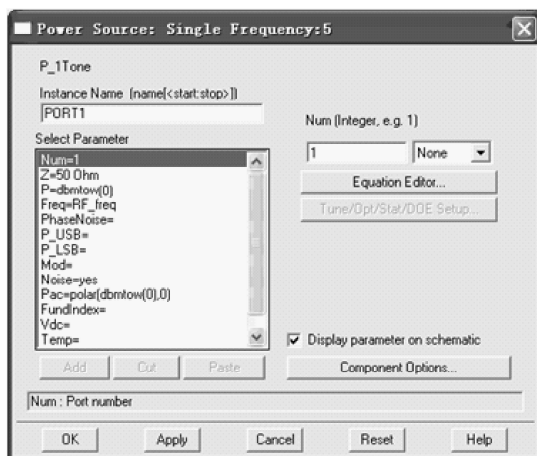 Power Source: Single Frequency:5
P_1Tone
Instance Name (name[<start:stop>])
PORT1
Select Parameter
Num=1
Z=50 Ohm
P=dbmtow(0)
Freq=RF_freq
PhaseNoise=
P_USB=
P_LSB=
Mod=
Noise=yes
Pac=polar(dbmtow(0),0)
FundIndex=
Vdc=
Temp=
Add
Cut
Paste
Num (Integer, e.g. 1)
1
None
Equation Editor...
Tune/Opt/Stat/DOE Setup...
Display parameter on schematic
Component Options...
Num : Port number
OK
Apply
Cancel
Reset
Help